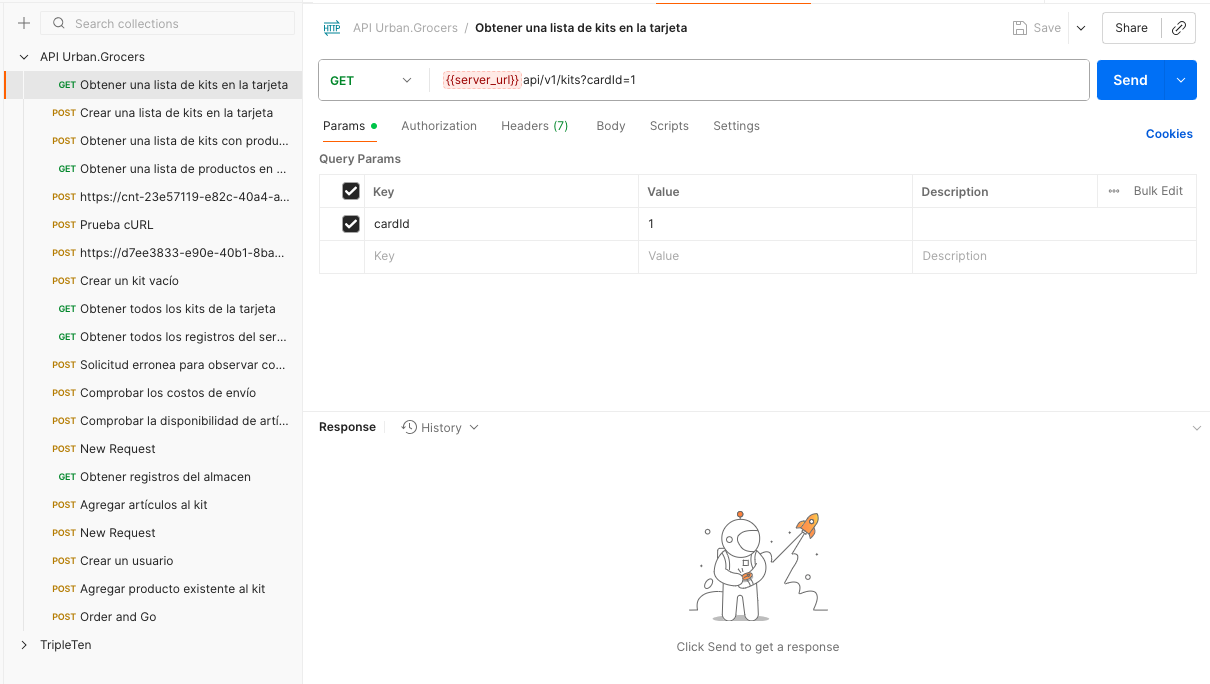 Search collections
API Urban.Grocers
GET Obtener una lista de kits en la tarjeta
POST Crear una lista de kits en la tarjeta
POST Obtener una lista de kits con produ...
GET Obtener una lista de productos en ...
POST https://cnt-23e57119-e82c-40a4-a...
POST Prueba cURL
POST https://d7ee3833-e90e-40b1-8ba...
POST Crear un kit vacío
GET Obtener todos los kits de la tarjeta
GET Obtener todos los registros del ser...
POST Solicitud erronea para observar co...
POST Comprobar los costos de envío
POST Comprobar la disponibilidad de artí...
POST New Request
GET Obtener registros del almacen
POST Agregar artículos al kit
POST New Request
POST Crear un usuario
POST Agregar producto existente al kit
POST Order and Go
TripleTen
HTTP API Urban.Grocers / Obtener una lista de kits en la tarjeta
Save
Share
GET {{server_url}}api/v1/kits?cardId=1
Send
Params Authorization Headers (7) Body Scripts Settings
Cookies
Query Params
Key Value Description ••• Bulk Edit
cardId 1
Key Value Description
Response History
Click Send to get a response